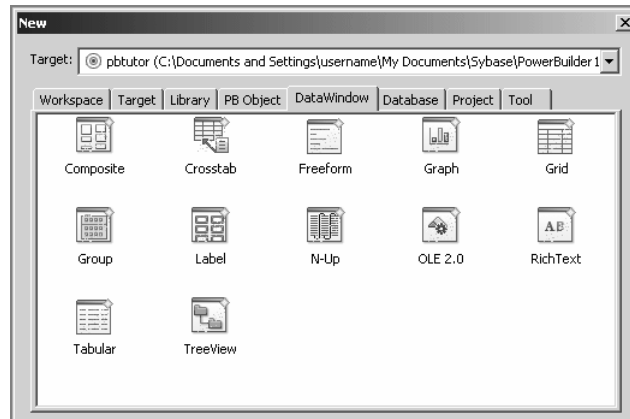 New
Target: pbtutor (C:\Documents and Settings\username\My Documents\Sybase\PowerBuilder 1
Workspace Target Library PB Object DataWindow Database Project Tool
Composite Crosstab Freeform Graph Grid
Group Label N-Up OLE 2.0 RichText
AB
Tabular TreeView